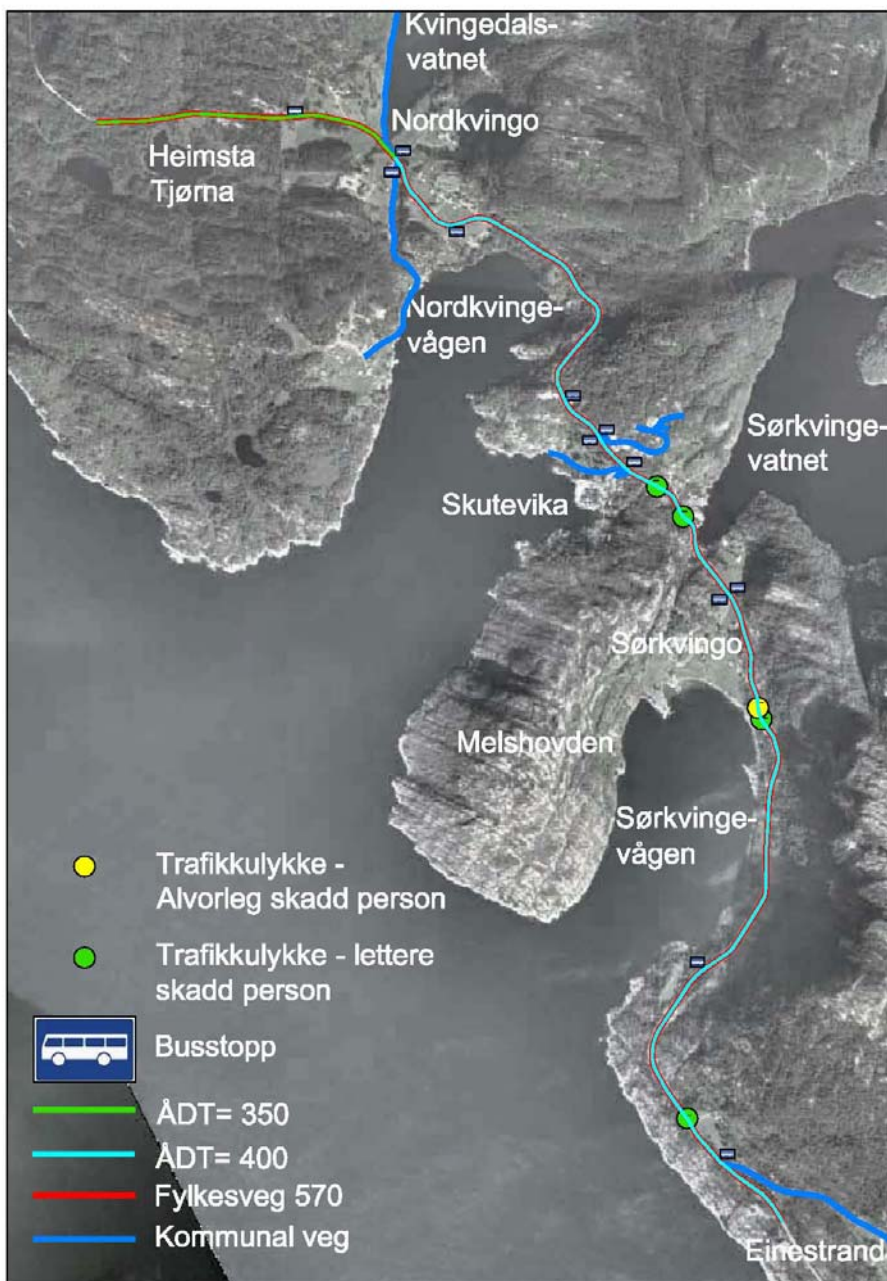 Kvingedals-
vatnet
Nordkvingo
Heimsta
Tjørna
Nordkvinge-
vågen
Sørkvinge-
vatnet
Skutevika
Sørkvingo
Melshovden
Sørkvinge-
vågen
Trafikkulykke -
Alvorleg skadd person
Trafikkulykke - lettere
skadd person
Busstopp
ÅDT= 350
ÅDT= 400
Fylkesveg 570
Kommunal veg
Einestranda